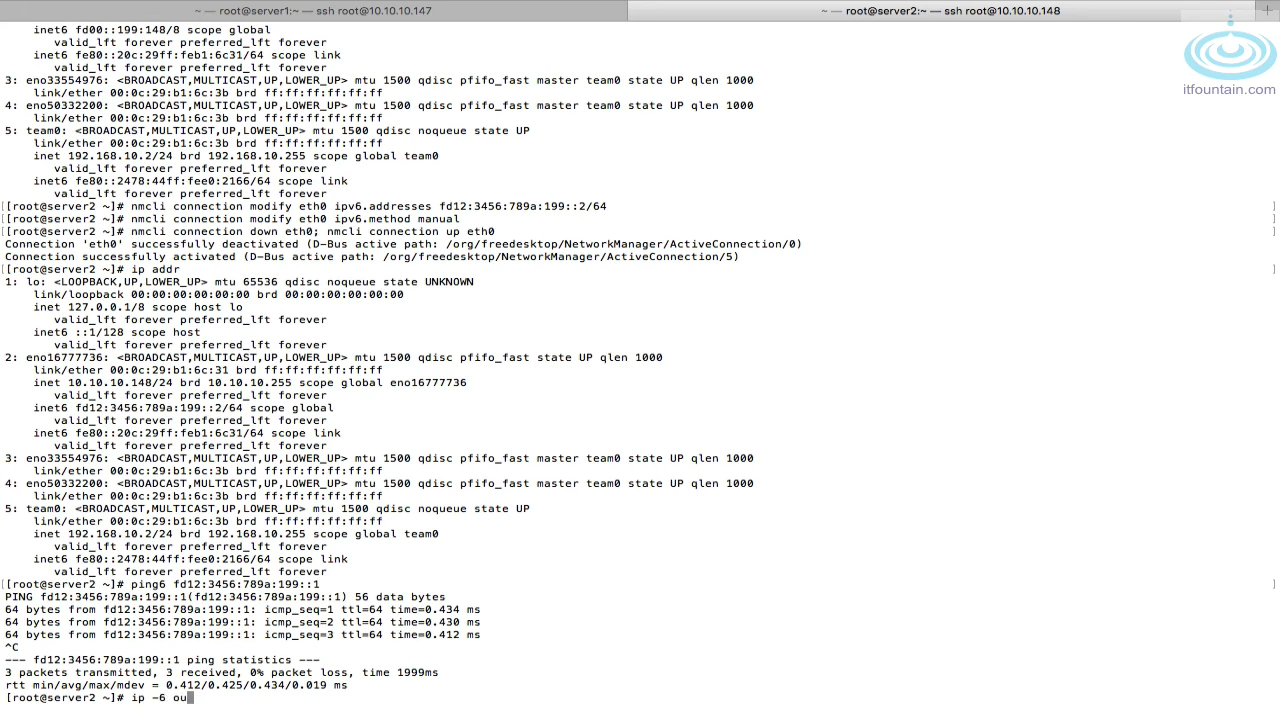 ~ — root@server1:~ — ssh root@10.10.10.147
~ — root@server2:~ — ssh root@10.10.10.148
+
itfountain.com
inet6 fd00::199:148/8 scope global
valid_lft forever preferred_lft forever
inet6 fe80::20c:29ff:feb1:6c31/64 scope link
valid_lft forever preferred_lft forever
3: eno33554976: <BROADCAST,MULTICAST,UP,LOWER_UP> mtu 1500 qdisc pfifo_fast master team0 state UP qlen 1000
link/ether 00:0c:29:b1:6c:3b brd ff:ff:ff:ff:ff:ff
4: eno50332200: <BROADCAST,MULTICAST,UP,LOWER_UP> mtu 1500 qdisc pfifo_fast master team0 state UP qlen 1000
link/ether 00:0c:29:b1:6c:3b brd ff:ff:ff:ff:ff:ff
5: team0: <BROADCAST,MULTICAST,UP,LOWER_UP> mtu 1500 qdisc noqueue state UP
link/ether 00:0c:29:b1:6c:3b brd ff:ff:ff:ff:ff:ff
inet 192.168.10.2/24 brd 192.168.10.255 scope global team0
valid_lft forever preferred_lft forever
inet6 fe80::2478:44ff:fee0:2166/64 scope link
valid_lft forever preferred_lft forever
[[root@server2 ~]# nmcli connection modify eth0 ipv6.addresses fd12:3456:789a:199::2/64 ]
[[root@server2 ~]# nmcli connection modify eth0 ipv6.method manual ]
[[root@server2 ~]# nmcli connection down eth0; nmcli connection up eth0 ]
Connection 'eth0' successfully deactivated (D-Bus active path: /org/freedesktop/NetworkManager/ActiveConnection/0)
Connection successfully activated (D-Bus active path: /org/freedesktop/NetworkManager/ActiveConnection/5)
[[root@server2 ~]# ip addr ]
1: lo: <LOOPBACK,UP,LOWER_UP> mtu 65536 qdisc noqueue state UNKNOWN
link/loopback 00:00:00:00:00:00 brd 00:00:00:00:00:00
inet 127.0.0.1/8 scope host lo
valid_lft forever preferred_lft forever
inet6 ::1/128 scope host
valid_lft forever preferred_lft forever
2: eno16777736: <BROADCAST,MULTICAST,UP,LOWER_UP> mtu 1500 qdisc pfifo_fast state UP qlen 1000
link/ether 00:0c:29:b1:6c:31 brd ff:ff:ff:ff:ff:ff
inet 10.10.10.148/24 brd 10.10.10.255 scope global eno16777736
valid_lft forever preferred_lft forever
inet6 fd12:3456:789a:199::2/64 scope global
valid_lft forever preferred_lft forever
inet6 fe80::20c:29ff:feb1:6c31/64 scope link
valid_lft forever preferred_lft forever
3: eno33554976: <BROADCAST,MULTICAST,UP,LOWER_UP> mtu 1500 qdisc pfifo_fast master team0 state UP qlen 1000
link/ether 00:0c:29:b1:6c:3b brd ff:ff:ff:ff:ff:ff
4: eno50332200: <BROADCAST,MULTICAST,UP,LOWER_UP> mtu 1500 qdisc pfifo_fast master team0 state UP qlen 1000
link/ether 00:0c:29:b1:6c:3b brd ff:ff:ff:ff:ff:ff
5: team0: <BROADCAST,MULTICAST,UP,LOWER_UP> mtu 1500 qdisc noqueue state UP
link/ether 00:0c:29:b1:6c:3b brd ff:ff:ff:ff:ff:ff
inet 192.168.10.2/24 brd 192.168.10.255 scope global team0
valid_lft forever preferred_lft forever
inet6 fe80::2478:44ff:fee0:2166/64 scope link
valid_lft forever preferred_lft forever
[[root@server2 ~]# ping6 fd12:3456:789a:199::1 ]
PING fd12:3456:789a:199::1(fd12:3456:789a:199::1) 56 data bytes
64 bytes from fd12:3456:789a:199::1: icmp_seq=1 ttl=64 time=0.434 ms
64 bytes from fd12:3456:789a:199::1: icmp_seq=2 ttl=64 time=0.430 ms
64 bytes from fd12:3456:789a:199::1: icmp_seq=3 ttl=64 time=0.412 ms
^C
--- fd12:3456:789a:199::1 ping statistics ---
3 packets transmitted, 3 received, 0% packet loss, time 1999ms
rtt min/avg/max/mdev = 0.412/0.425/0.434/0.019 ms
[root@server2 ~]# ip -6 ou